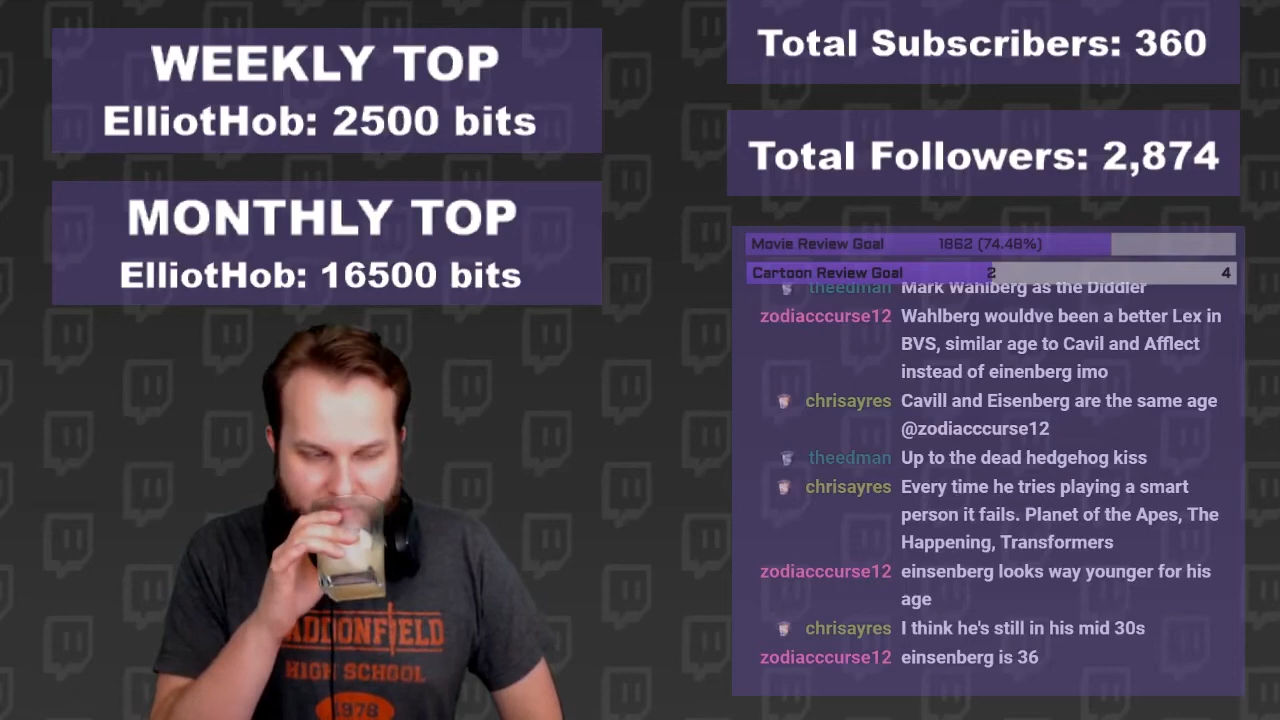 WEEKLY TOP
ElliotHob: 2500 bits
MONTHLY TOP
ElliotHob: 16500 bits
Total Subscribers: 360
Total Followers: 2,874
Movie Review Goal 1862 (74.48%)
Cartoon Review Goal 2 4
theedman Mark Wahlberg as the Diddler
zodiacccurse12 Wahlberg wouldve been a better Lex in
BVS, similar age to Cavil and Afflect
instead of einenberg imo
chrisayres Cavill and Eisenberg are the same age
@zodiacccurse12
theedman Up to the dead hedgehog kiss
chrisayres Every time he tries playing a smart
person it fails. Planet of the Apes, The
Happening, Transformers
zodiacccurse12 einsenberg looks way younger for his
age
chrisayres I think he's still in his mid 30s
zodiacccurse12 einsenberg is 36
ADDONFIELD
HIGH SCHOOL
1978